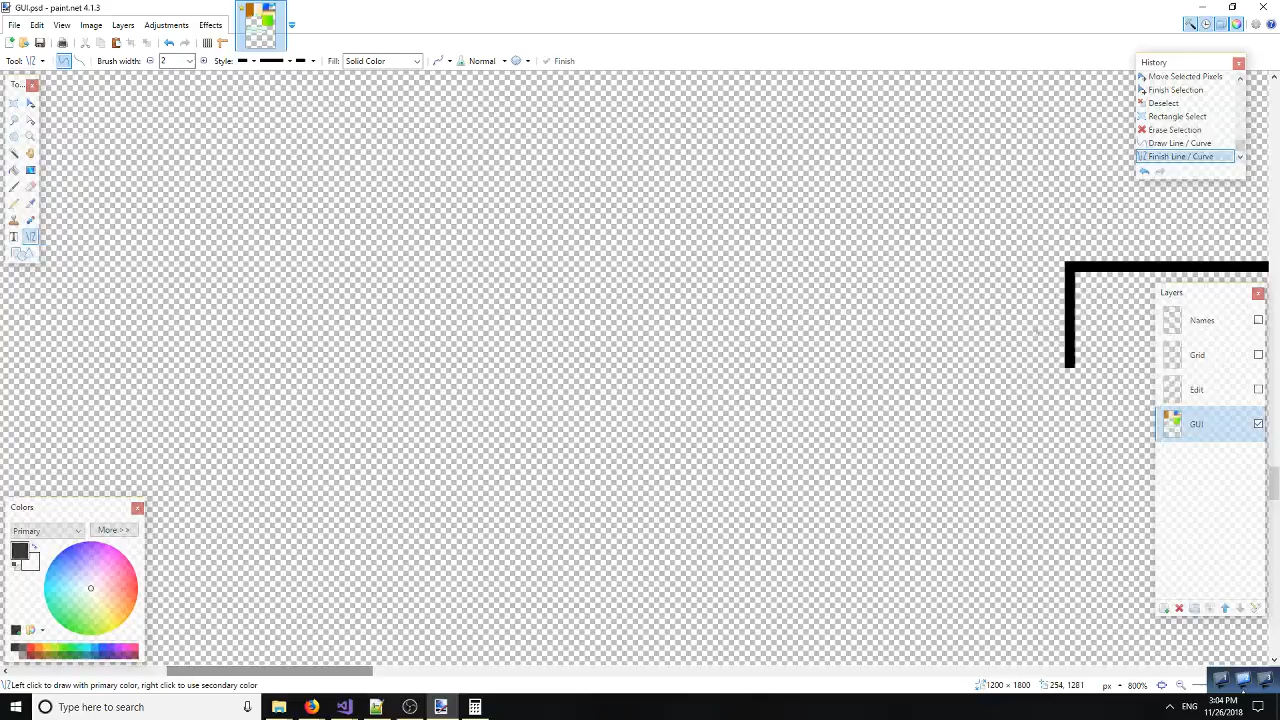 GUI.psd - paint.net 4.1.3
File Edit View Image Layers Adjustments Effects
Tool: Brush width: 2 Style: Fill: Solid Color Normal Finish
To...
History
Move Selected Pixels
Finish Selection
Deselect
Rectangle Select
Erase Selection
Draw Line / Curve
Finish Line / Curve
Layers
Names
Grid
Edit
GUI
Colors
Primary More >>
Left click to draw with primary color, right click to use secondary color 1200 × 1800 254, 1281 px 800%
Type here to search ENG 3:04 PM
11/26/2018